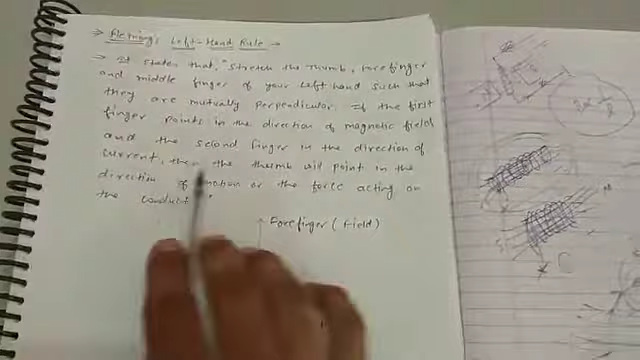 → Fleming's Left-Hand Rule →
→ It states that, "stretch the thumb, forefinger
and middle finger of your left hand such that
they are mutually perpendicular. If the first
finger points in the direction of magnetic field
and the second finger in the direction of
current, then the thumb will point in the
direction of motion or the force acting on
the
Forefinger (Field)